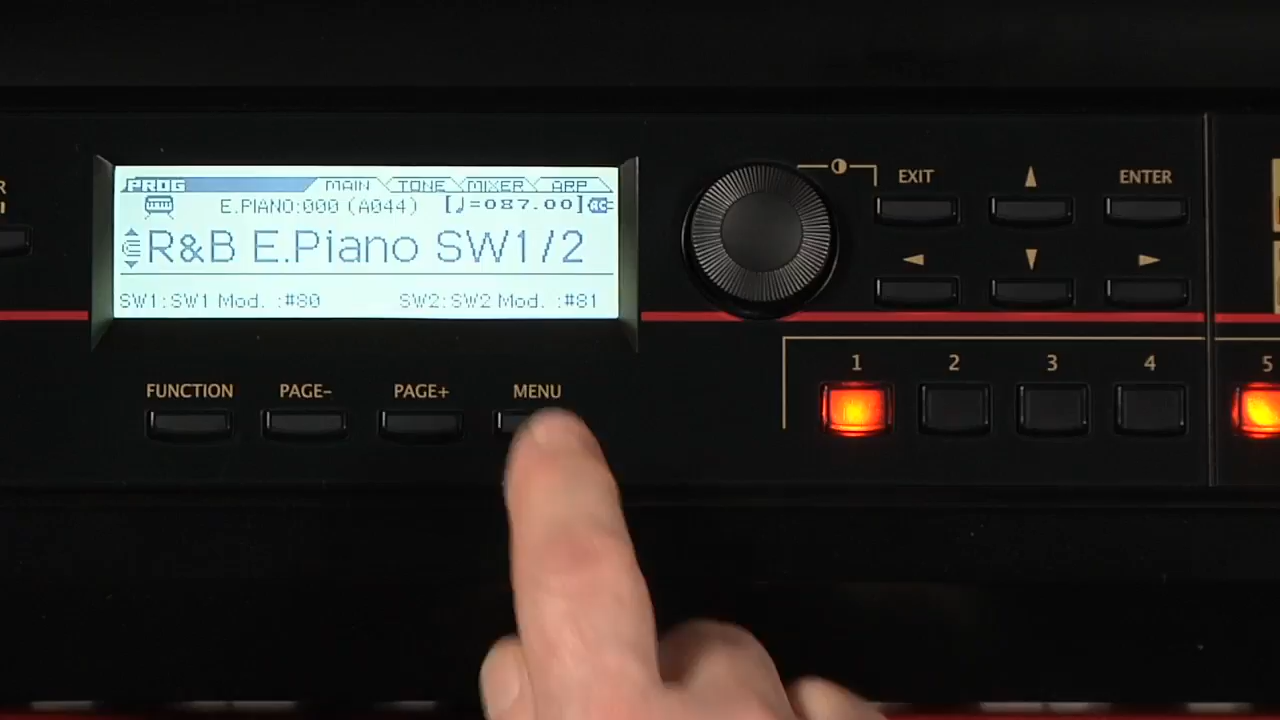 PROG MAIN TONE MIXER ARP
E.PIANO:000 (A044) [♩=087.00]
R&B E.Piano SW1/2
SW1:SW1 Mod. :#80 SW2:SW2 Mod. :#81
FUNCTION PAGE- PAGE+ MENU
EXIT ENTER
1 2 3 4 5